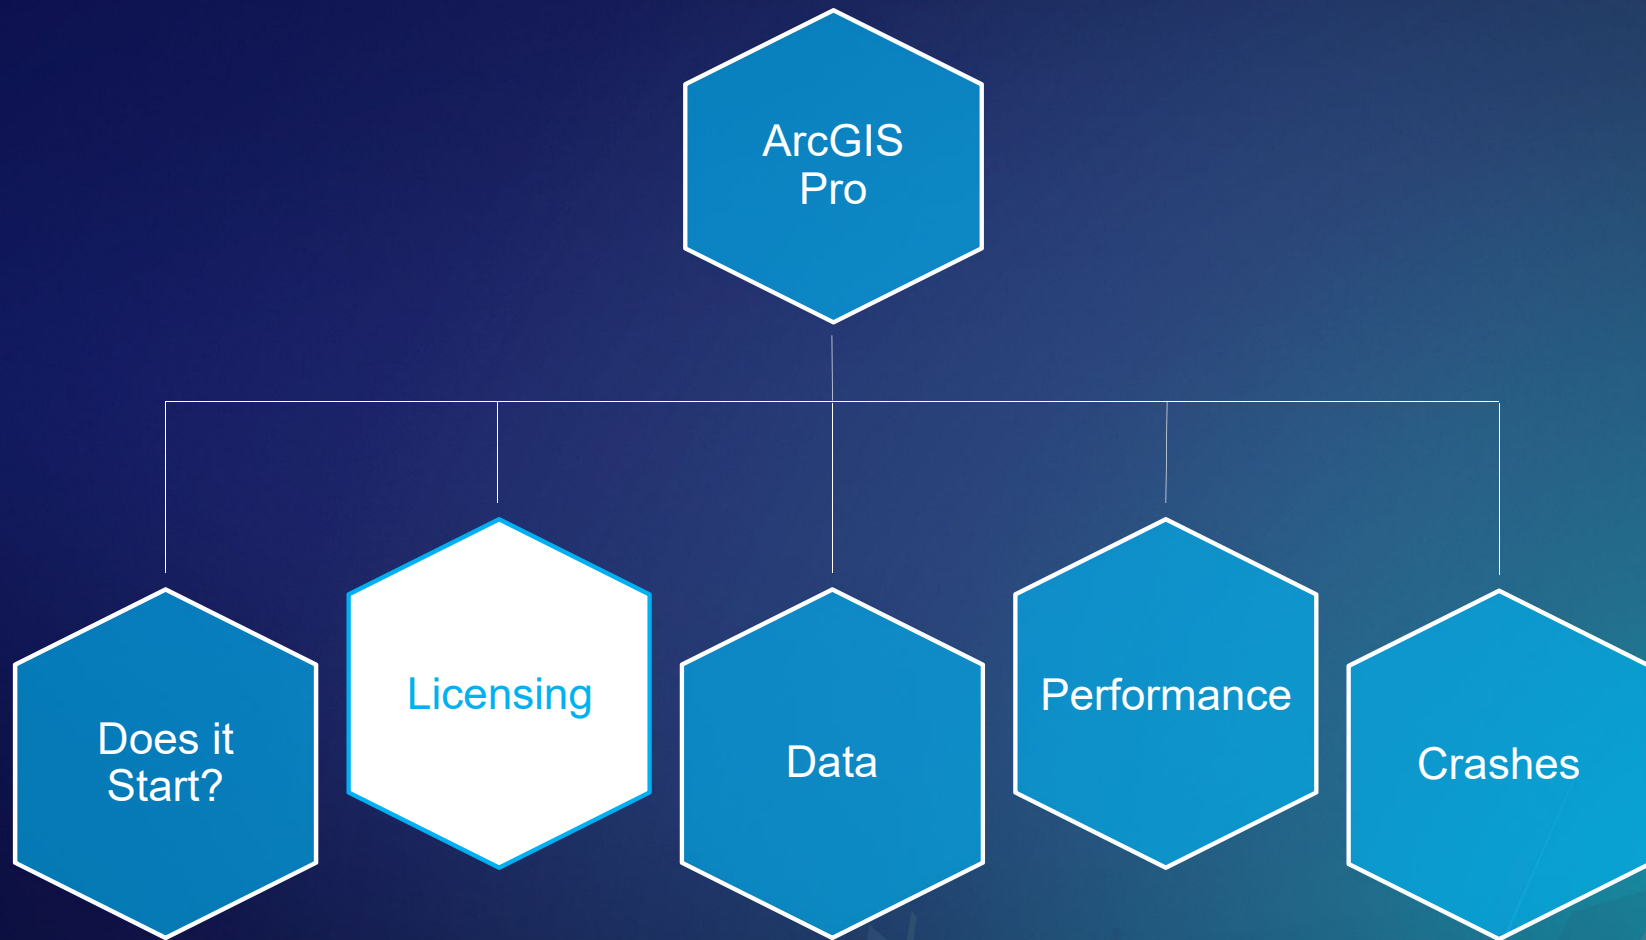 ArcGIS
Pro
Does it
Start?
Licensing
Data
Performance
Crashes